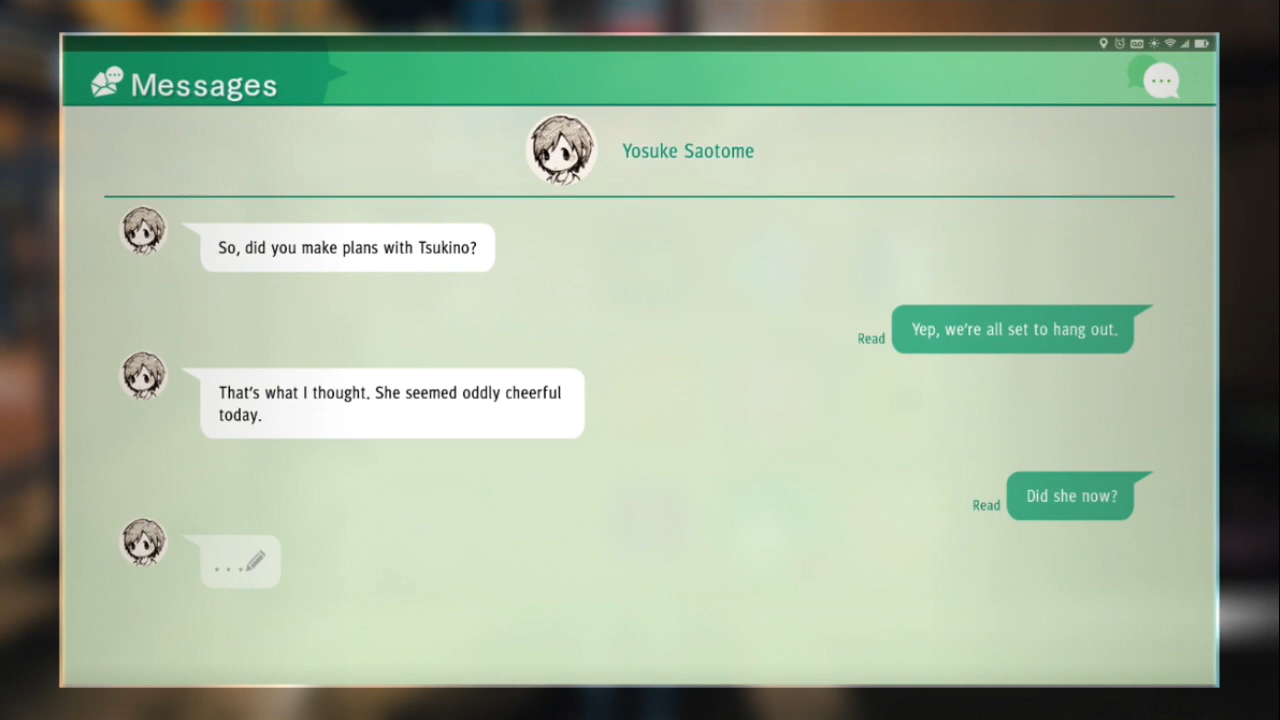 Messages
Yosuke Saotome
So, did you make plans with Tsukino?
Yep, we're all set to hang out.
Read
That's what I thought. She seemed oddly cheerful
today.
Did she now?
Read
...